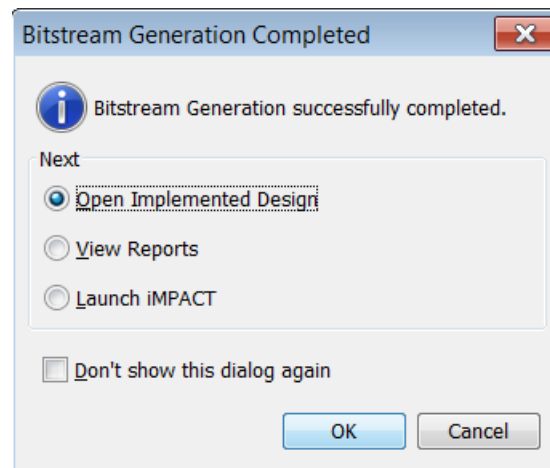 Bitstream Generation Completed
Bitstream Generation successfully completed.
Next
Open Implemented Design
View Reports
Launch iMPACT
Don't show this dialog again
OK
Cancel